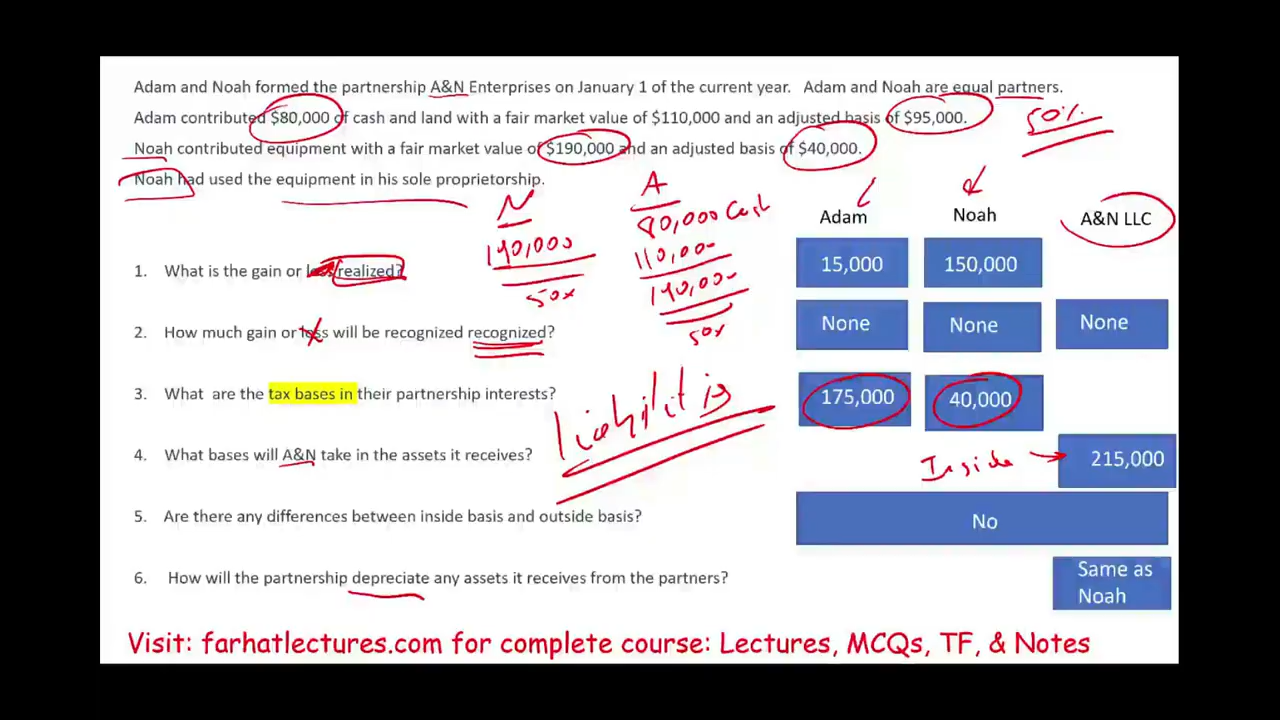 Adam and Noah formed the partnership A&N Enterprises on January 1 of the current year. Adam and Noah are equal partners.
Adam contributed $80,000 of cash and land with a fair market value of $110,000 and an adjusted basis of $95,000.
50%
Noah contributed equipment with a fair market value of $190,000 and an adjusted basis of $40,000.
Noah had used the equipment in his sole proprietorship.
N
A
190,000
80,000 Cash
50%
110,000
190,000
50%
Adam
Noah
A&N LLC
1. What is the gain or loss realized?
15,000
150,000
2. How much gain or loss will be recognized recognized?
None
None
None
3. What are the tax bases in their partnership interests?
175,000
40,000
liabilities
4. What bases will A&N take in the assets it receives?
Inside
215,000
5. Are there any differences between inside basis and outside basis?
No
6. How will the partnership depreciate any assets it receives from the partners?
Same as
Noah
Visit: farhatlectures.com for complete course: Lectures, MCQs, TF, & Notes